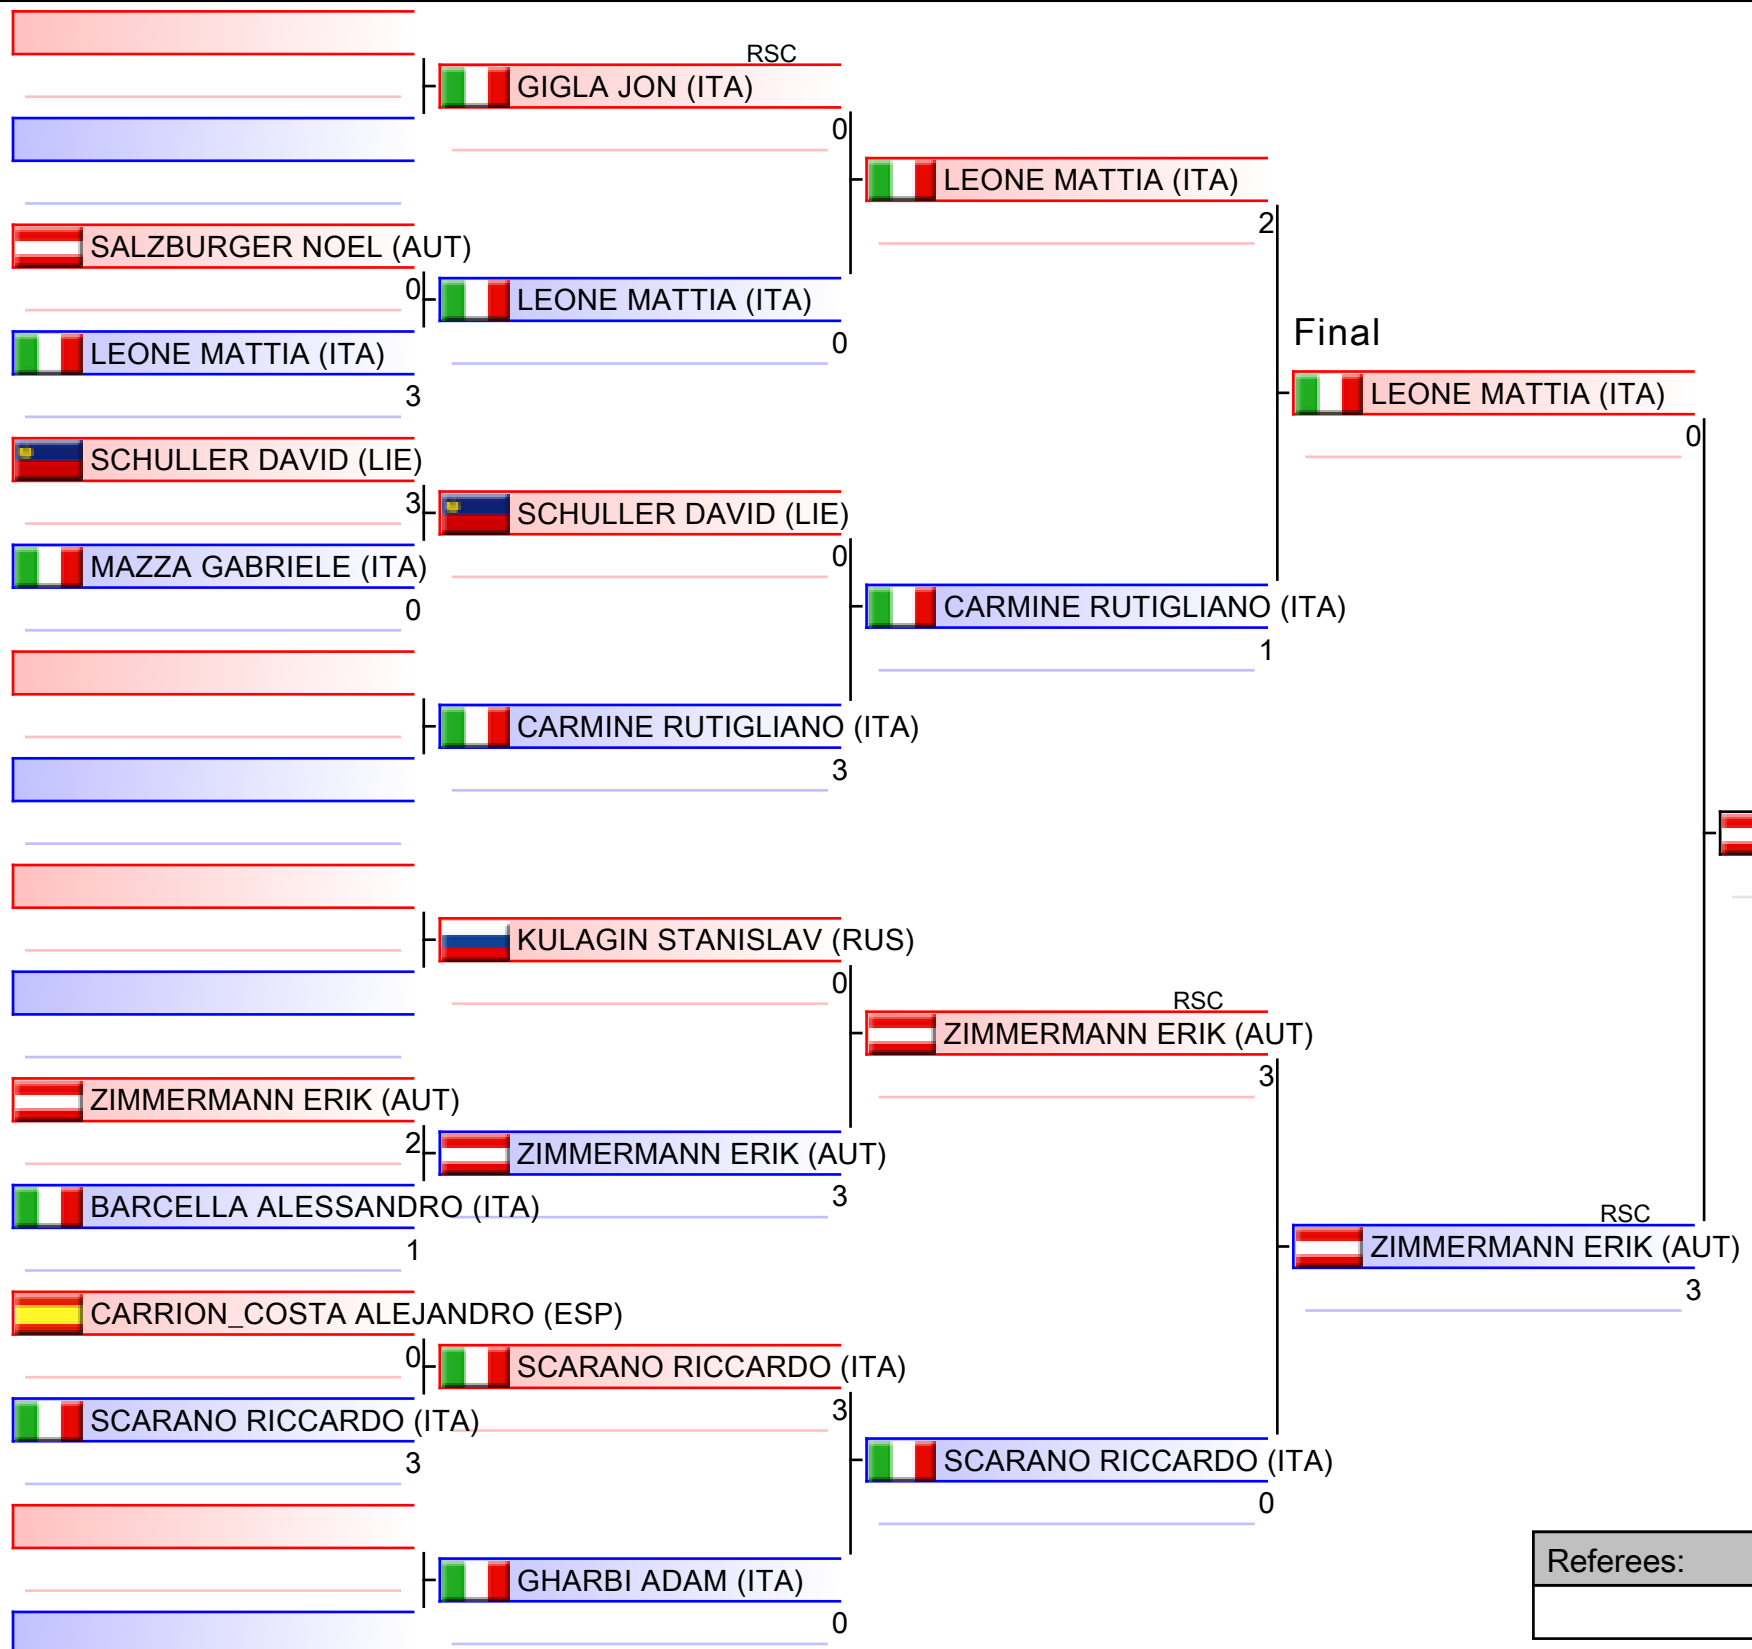 RSC
GIGLA JON (ITA)
0
LEONE MATTIA (ITA)
2
SALZBURGER NOEL (AUT)
0
LEONE MATTIA (ITA)
0
LEONE MATTIA (ITA)
3
Final
LEONE MATTIA (ITA)
0
SCHULLER DAVID (LIE)
3
SCHULLER DAVID (LIE)
0
MAZZA GABRIELE (ITA)
0
CARMINE RUTIGLIANO (ITA)
1
CARMINE RUTIGLIANO (ITA)
3
KULAGIN STANISLAV (RUS)
0
RSC
ZIMMERMANN ERIK (AUT)
3
ZIMMERMANN ERIK (AUT)
2
ZIMMERMANN ERIK (AUT)
3
BARCELLA ALESSANDRO (ITA)
1
RSC
ZIMMERMANN ERIK (AUT)
3
CARRION_COSTA ALEJANDRO (ESP)
0
SCARANO RICCARDO (ITA)
3
SCARANO RICCARDO (ITA)
3
SCARANO RICCARDO (ITA)
0
GHARBI ADAM (ITA)
0
Referees: